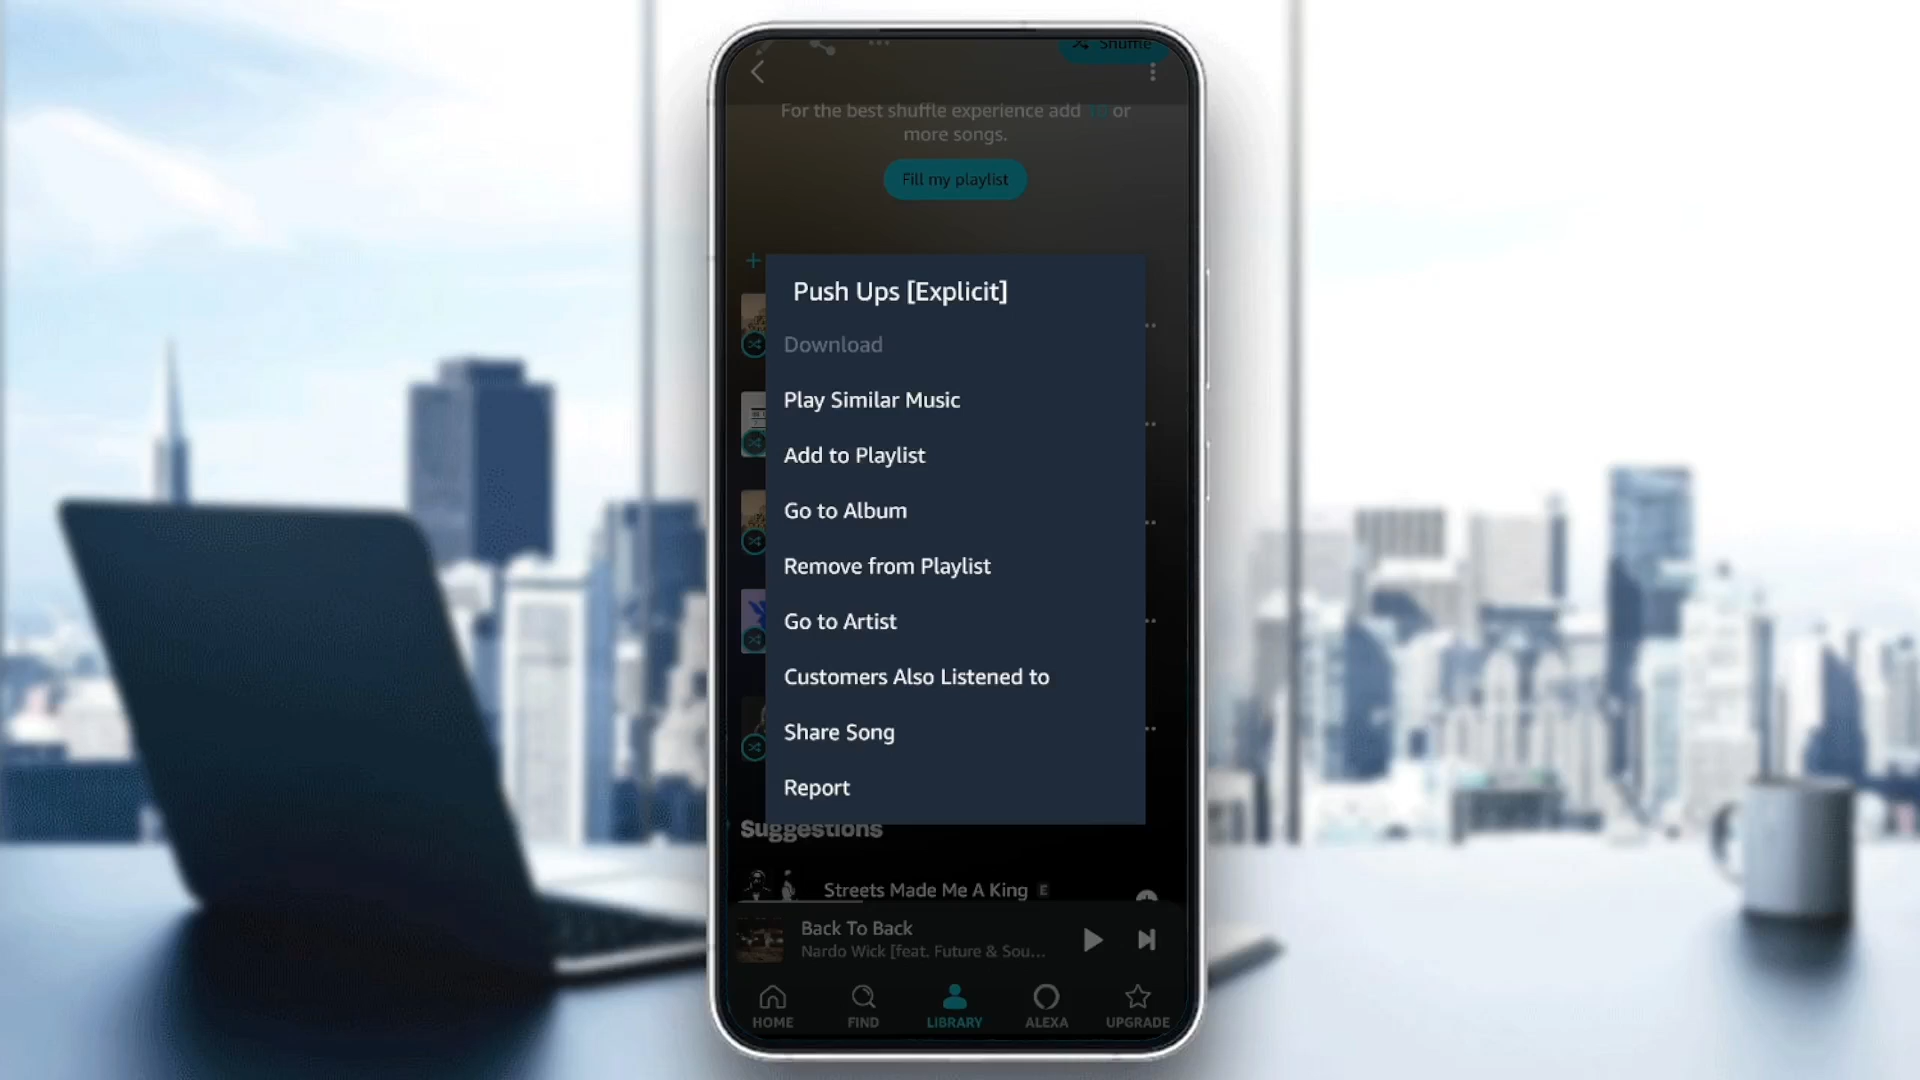 Shuffle
For the best shuffle experience add 15 or
more songs.
Fill my playlist
Push Ups [Explicit]
Download
Play Similar Music
Add to Playlist
Go to Album
Remove from Playlist
Go to Artist
Customers Also Listened to
Share Song
Report
Suggestions
Streets Made Me A King E
Back To Back
Nardo Wick [feat. Future & Sou...
HOME
FIND
LIBRARY
ALEXA
UPGRADE